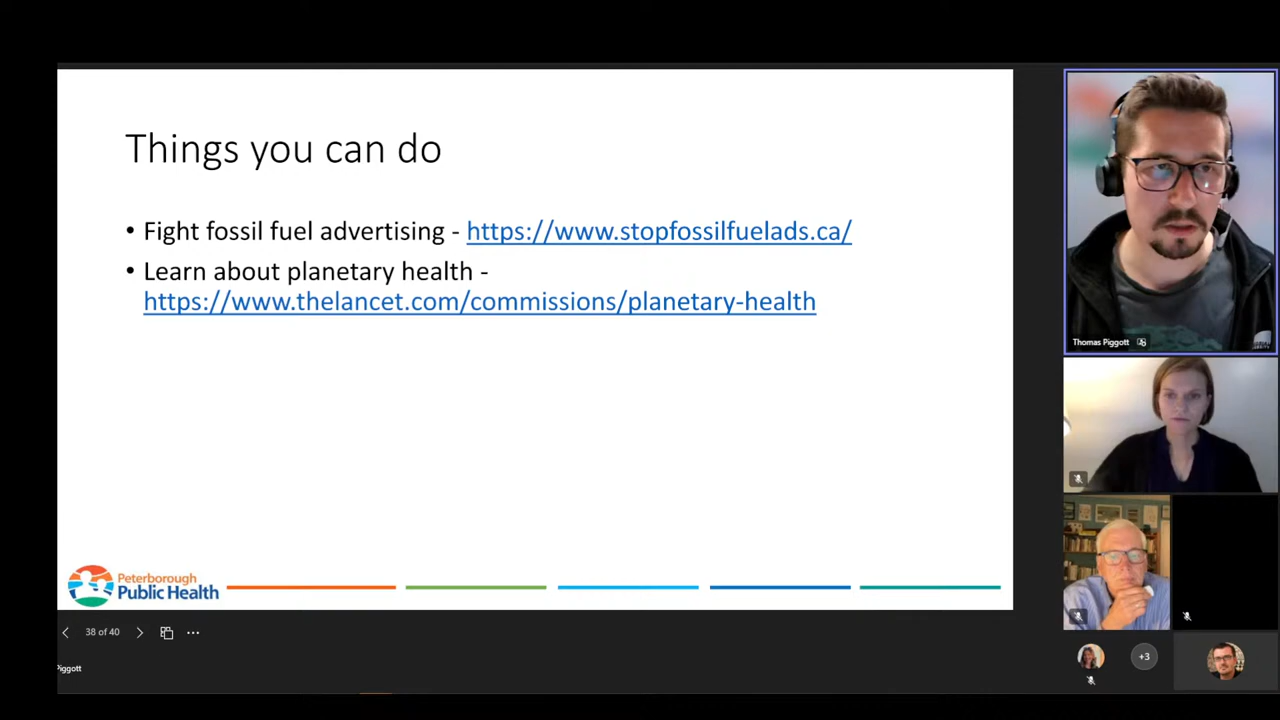 Things you can do
• Fight fossil fuel advertising - https://www.stopfossilfuelads.ca/
• Learn about planetary health -
https://www.thelancet.com/commissions/planetary-health
Peterborough
Public Health
38 of 40
Piggott
Thomas Piggott
+3